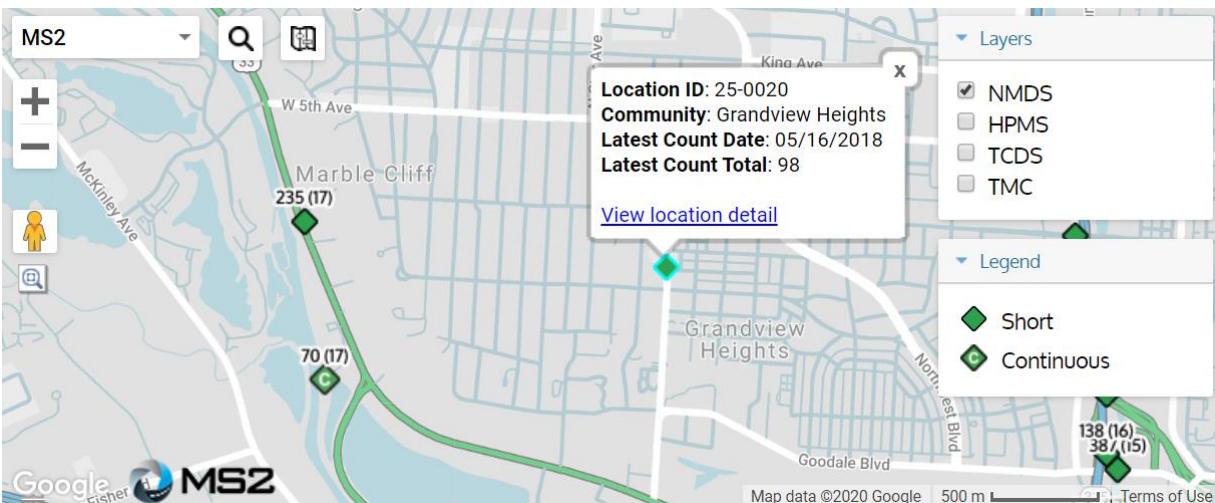 MS2
33
W 5th Ave
King Ave
Marble Cliff
McKinley Ave
235 (17)
70 (17)
Location ID: 25-0020
Community: Grandview Heights
Latest Count Date: 05/16/2018
Latest Count Total: 98
View location detail
x
Layers
NMDS
HPMS
TCDS
TMC
Legend
Short
C Continuous
C
Grandview
Heights
Northwest Blvd
Goodale Blvd
138 (16)
387 (15)
Google
Fisher
MS2
Map data ©2020 Google
500 m
Terms of Use